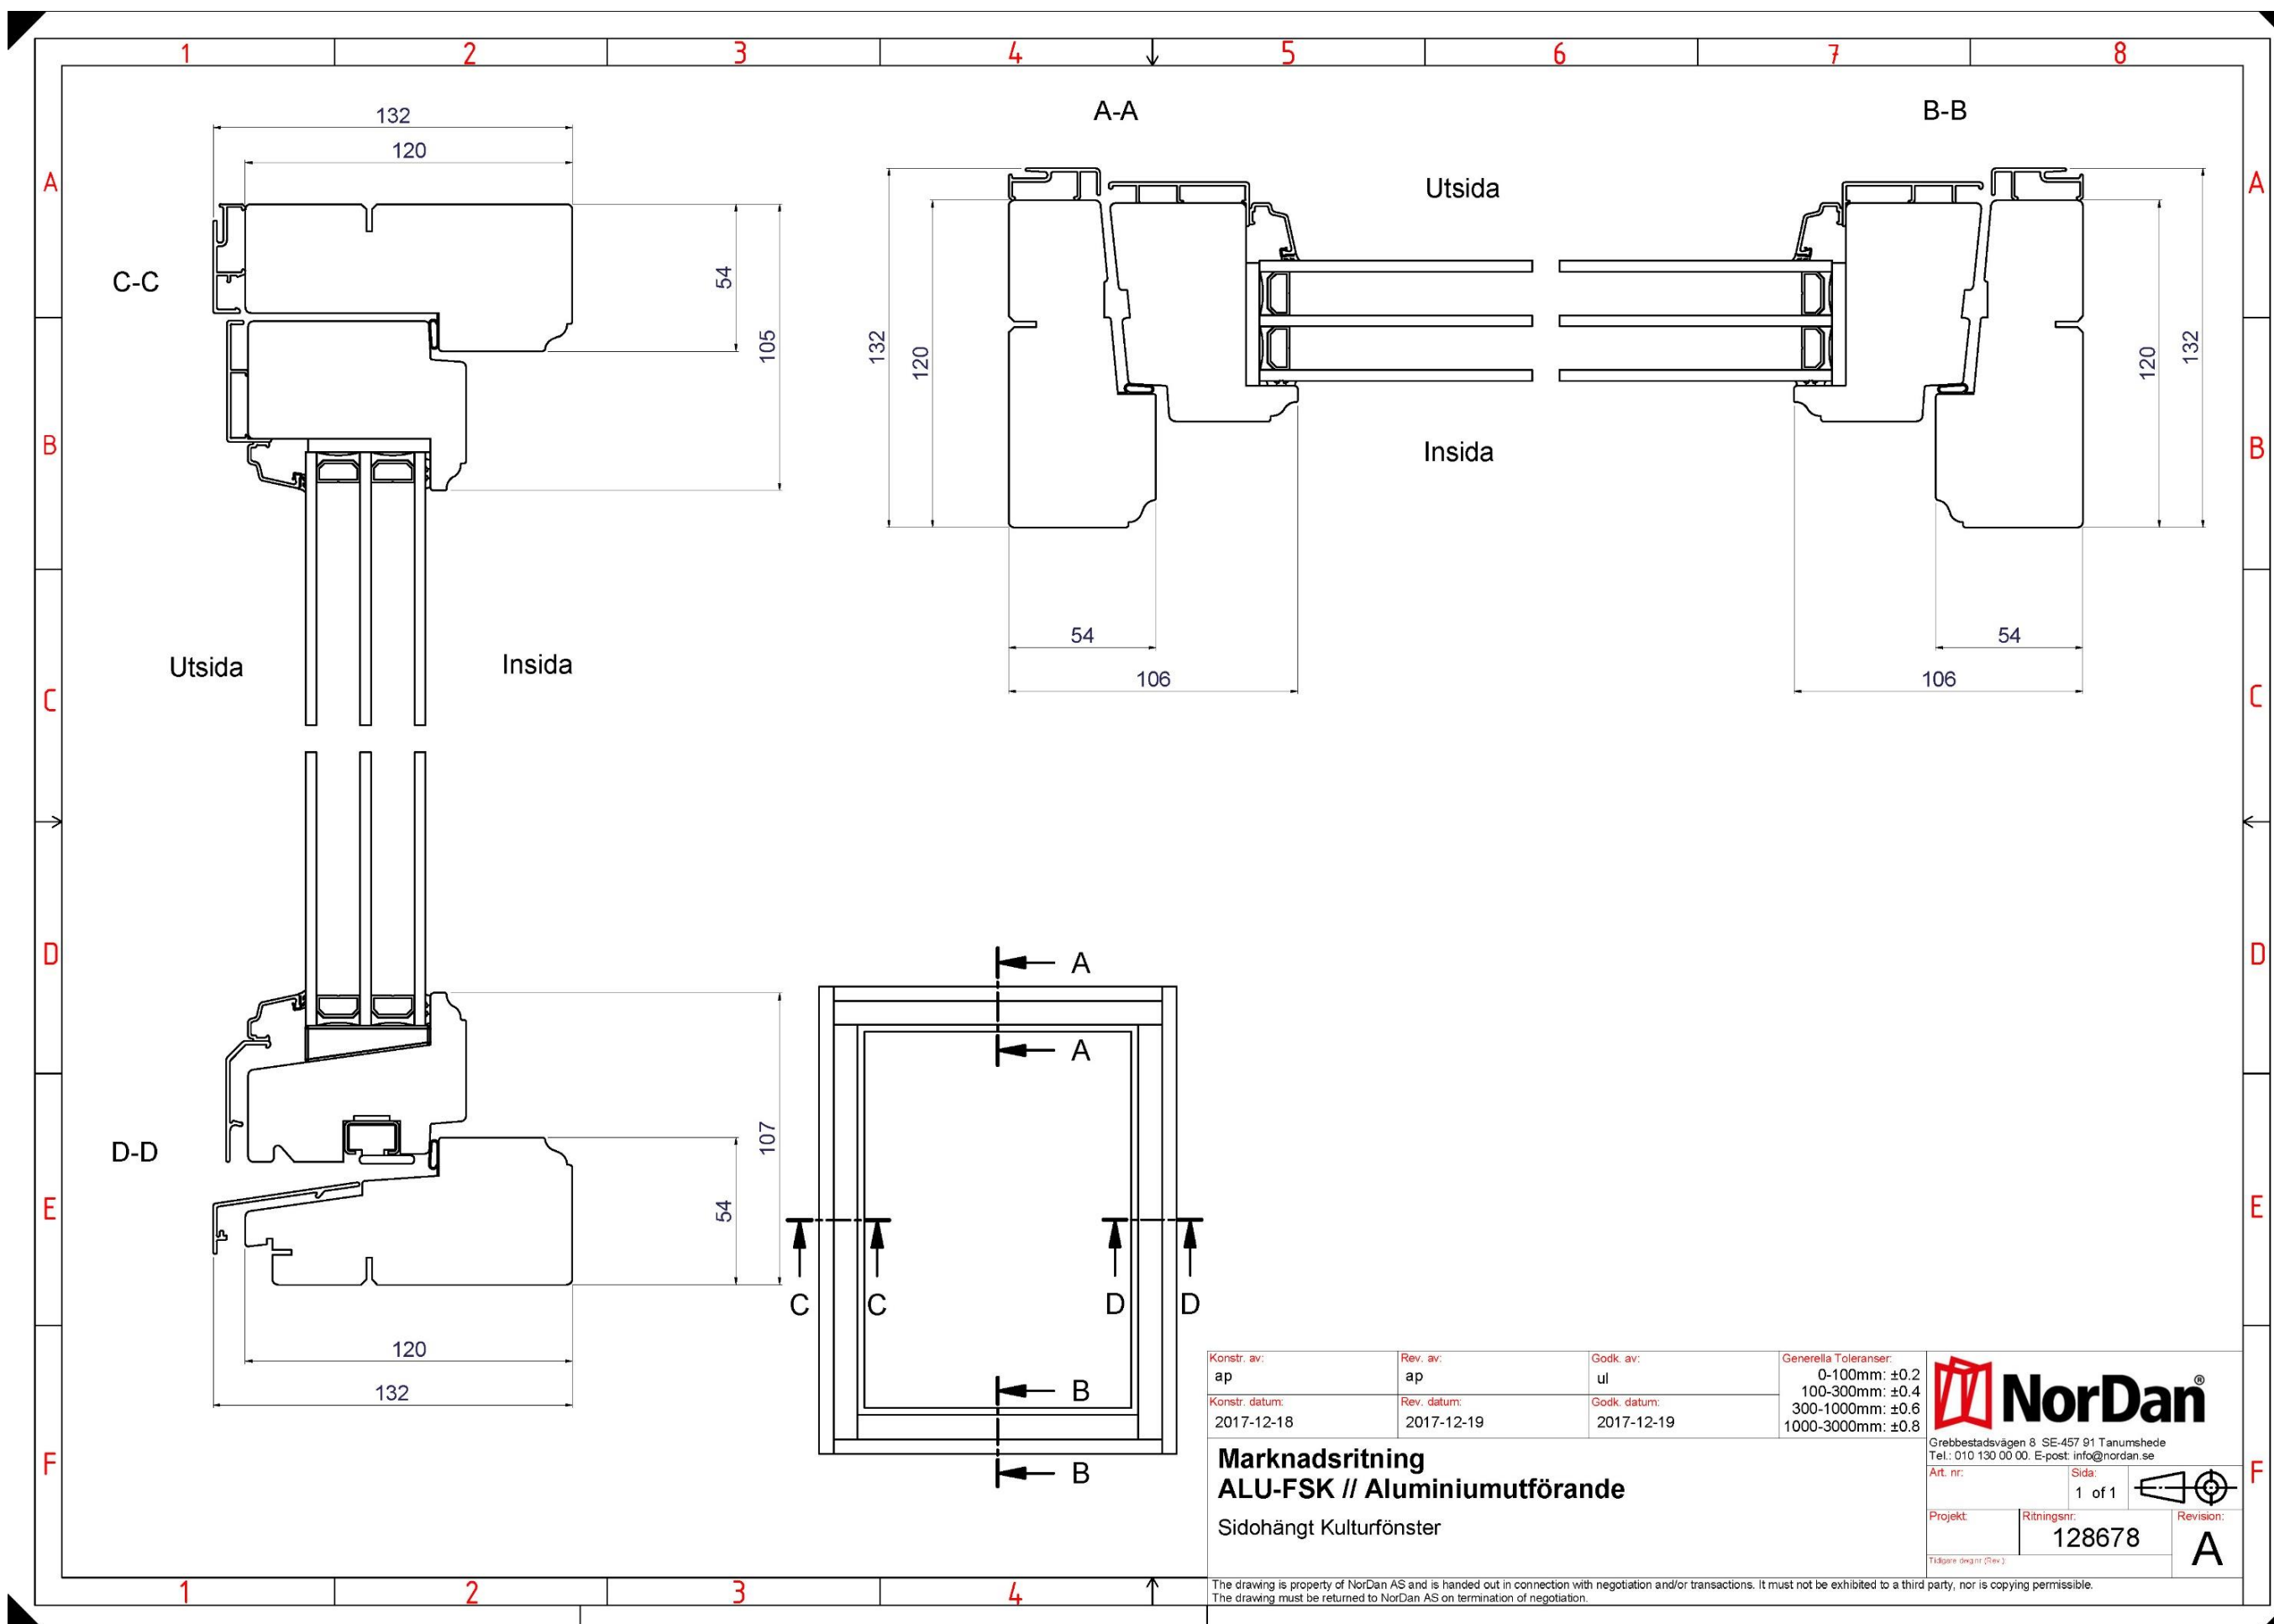 1 2 3 4 5 6 7 8
A
B
C
D
E
F
A
B
C
D
E
F
132
120
C-C
54
105
Utsida
Insida
D-D
107
54
120
132
A-A
B-B
Utsida
Insida
132
120
54
106
120
132
54
106
A
A
C
C
D
D
B
B
Konstr. av:
ap
Rev. av:
ap
Godk. av:
ul
Generella Toleranser:
0-100mm: ±0.2
100-300mm: ±0.4
300-1000mm: ±0.6
1000-3000mm: ±0.8
Konstr. datum:
2017-12-18
Rev. datum:
2017-12-19
Godk. datum:
2017-12-19
NorDan®
Grebbestadsvägen 8 SE-457 91 Tanumshede
Tel.: 010 130 00 00. E-post: info@nordan.se
Marknadsritning
ALU-FSK // Aluminiumutförande
Sidohängt Kulturfönster
Art. nr:
Sida:
1 of 1
Projekt:
Ritningsnr:
128678
Revision:
A
Tidigare (Rev.):
The drawing is property of NorDan AS and is handed out in connection with negotiation and/or transactions. It must not be exhibited to a third party, nor is copying permissible.
The drawing must be returned to NorDan AS on termination of negotiation.
1 2 3 4